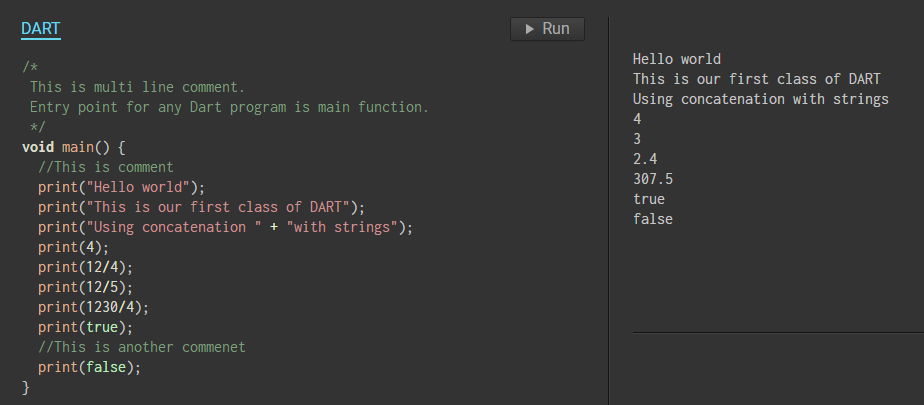 DART
Run
/*
This is multi line comment.
Entry point for any Dart program is main function.
*/
void main() {
//This is comment
print("Hello world");
print("This is our first class of DART");
print("Using concatenation " + "with strings");
print(4);
print(12/4);
print(12/5);
print(1230/4);
print(true);
//This is another commenet
print(false);
}
Hello world
This is our first class of DART
Using concatenation with strings
4
3
2.4
307.5
true
false